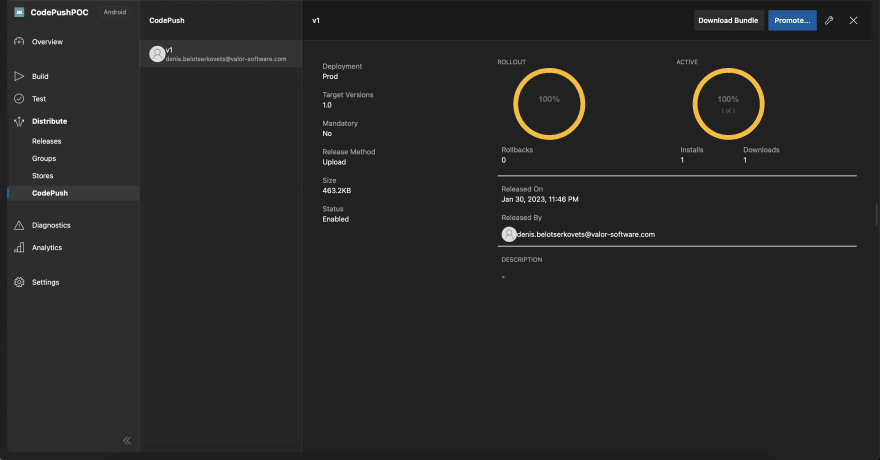 CodePushPOC
Android
Overview
Build
Test
Distribute
Releases
Groups
Stores
CodePush
Diagnostics
Analytics
Settings
CodePush
v1
denis.belotserkovets@valor-software.com
v1
Download Bundle
Promote...
Deployment
Prod
Target Versions
1.0
Mandatory
No
Release Method
Upload
Size
463.2KB
Status
Enabled
ROLLOUT
100%
Rollbacks
0
ACTIVE
100%
1 of 1
Installs
1
Downloads
1
Released On
Jan 30, 2023, 11:46 PM
Released By
denis.belotserkovets@valor-software.com
DESCRIPTION
-